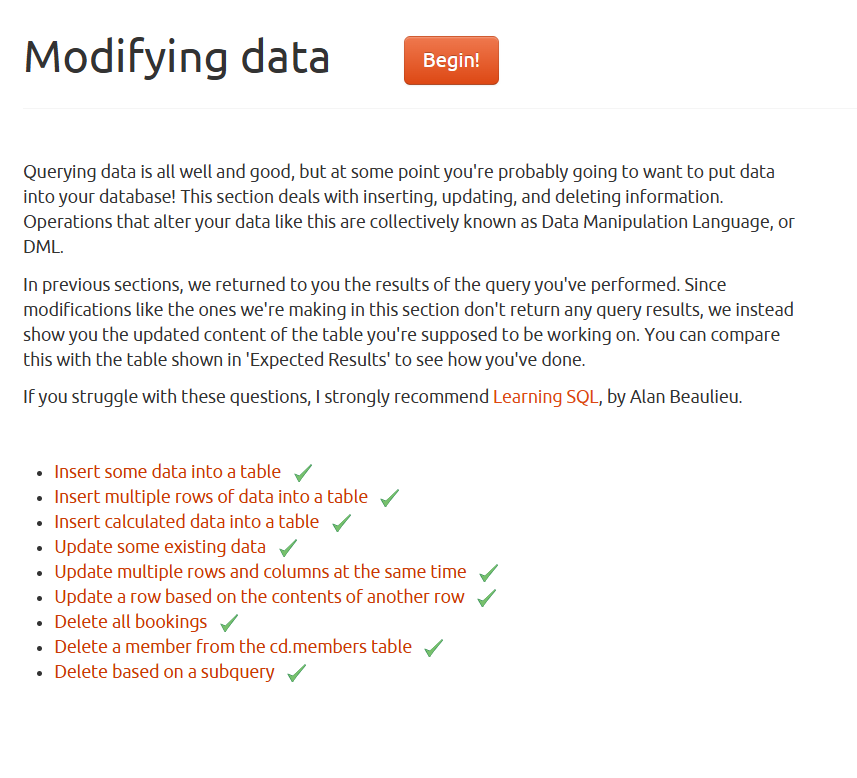 Modifying data
Begin!
Querying data is all well and good, but at some point you're probably going to want to put data
into your database! This section deals with inserting, updating, and deleting information.
Operations that alter your data like this are collectively known as Data Manipulation Language, or
DML.
In previous sections, we returned to you the results of the query you've performed. Since
modifications like the ones we're making in this section don't return any query results, we instead
show you the updated content of the table you're supposed to be working on. You can compare
this with the table shown in 'Expected Results' to see how you've done.
If you struggle with these questions, I strongly recommend Learning SQL, by Alan Beaulieu.
Insert some data into a table
Insert multiple rows of data into a table
Insert calculated data into a table
Update some existing data
Update multiple rows and columns at the same time
Update a row based on the contents of another row
Delete all bookings
Delete a member from the cd.members table
Delete based on a subquery